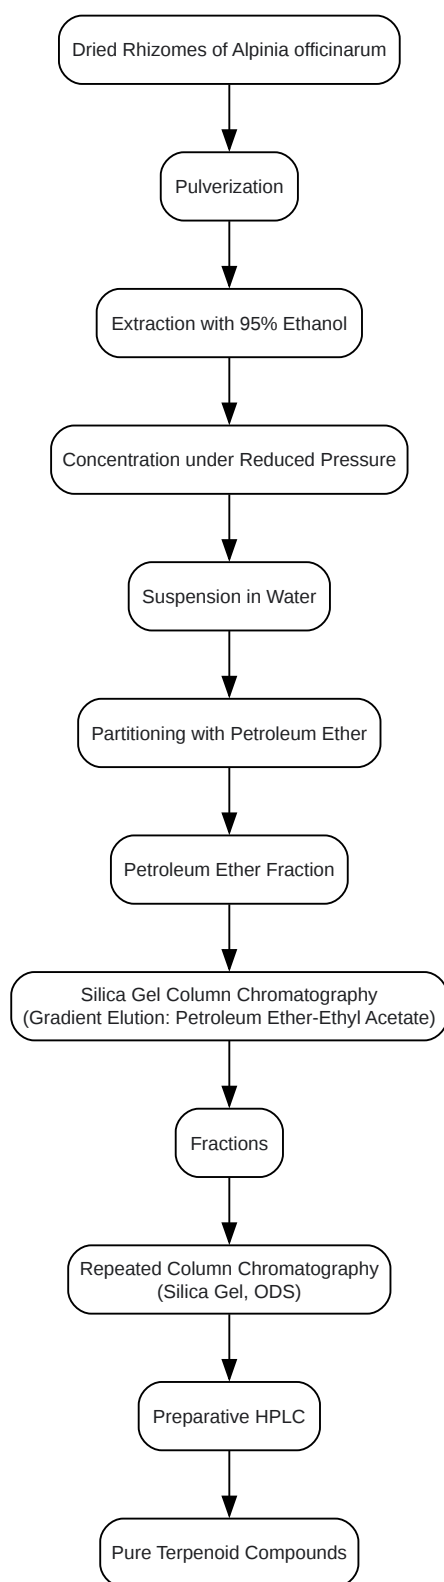 Dried Rhizomes of Alpinia officinarum
Pulverization
Extraction with 95% Ethanol
Concentration under Reduced Pressure
Suspension in Water
Partitioning with Petroleum Ether
Petroleum Ether Fraction
Silica Gel Column Chromatography
(Gradient Elution: Petroleum Ether-Ethyl Acetate)
Fractions
Repeated Column Chromatography
(Silica Gel, ODS)
Preparative HPLC
Pure Terpenoid Compounds